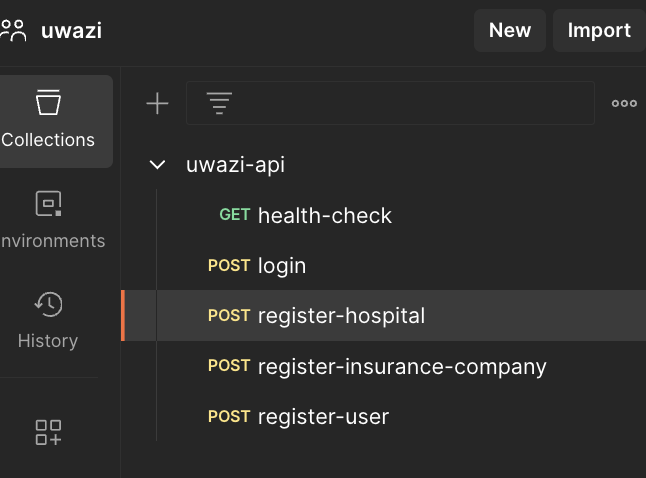 uwazi
New
Import
Collections
uwazi-api
GET health-check
POST login
nvironments
POST register-hospital
History
POST register-insurance-company
POST register-user